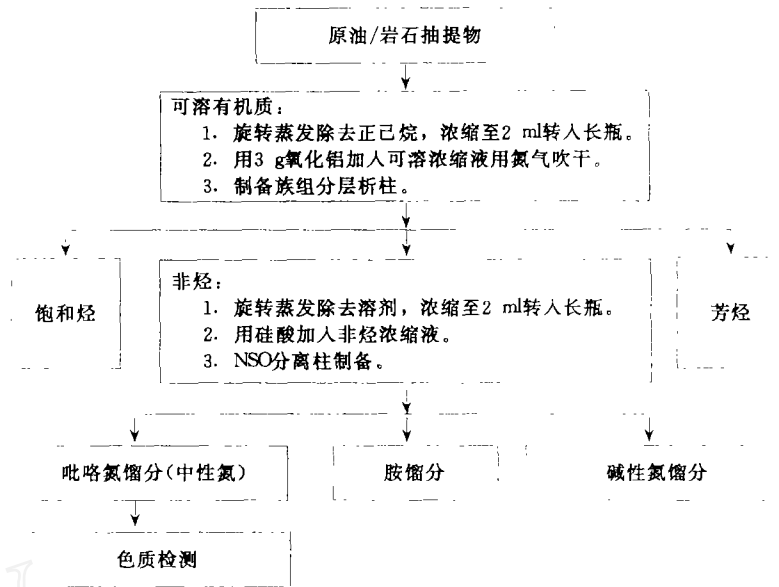 原油/岩石抽提物
可溶有机质：
1. 旋转蒸发除去正己烷，浓缩至2 ml转入长瓶。
2. 用3 g氧化铝加入可溶浓缩液用氮气吹干。
3. 制备族组分层析柱。
饱和烃
非烃：
1. 旋转蒸发除去溶剂，浓缩至2 ml转入长瓶。
2. 用硅酸加入非烃浓缩液。
3. NSO分离柱制备。
芳烃
吡咯氮馏分(中性氮)
胺馏分
碱性氮馏分
色质检测